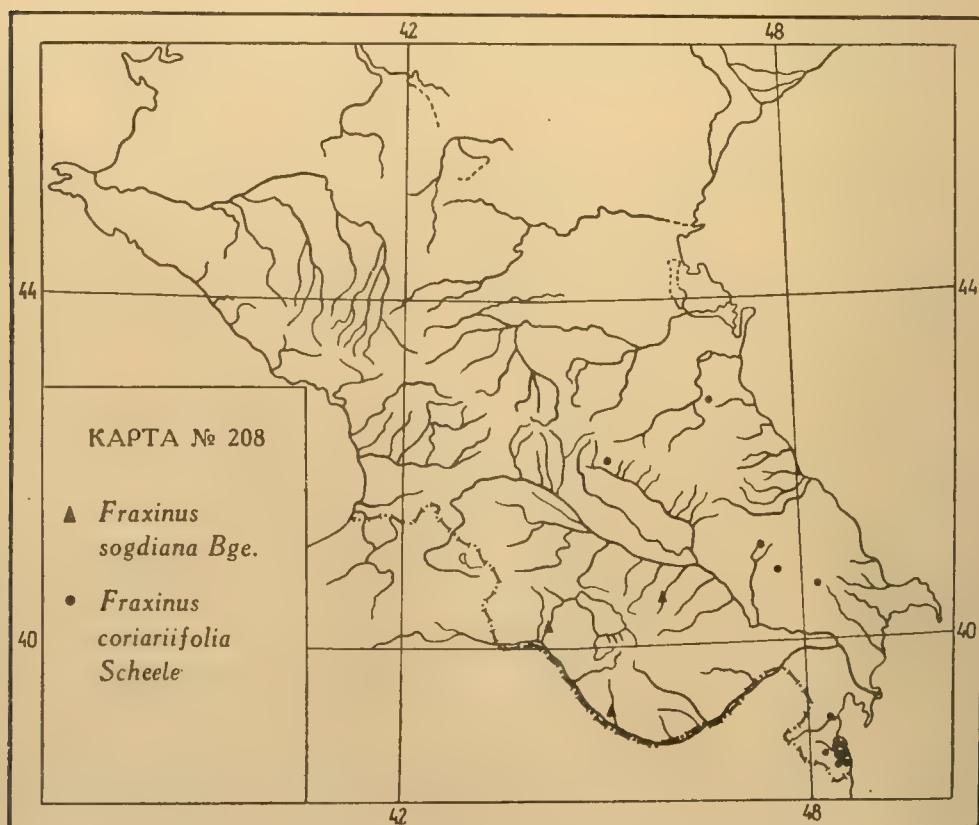 42
48
44
44
КАРТА № 208
▲ Fraxinus
sogdiana Bge.
• Fraxinus
coriariifolia
Scheele
40
40
42
48